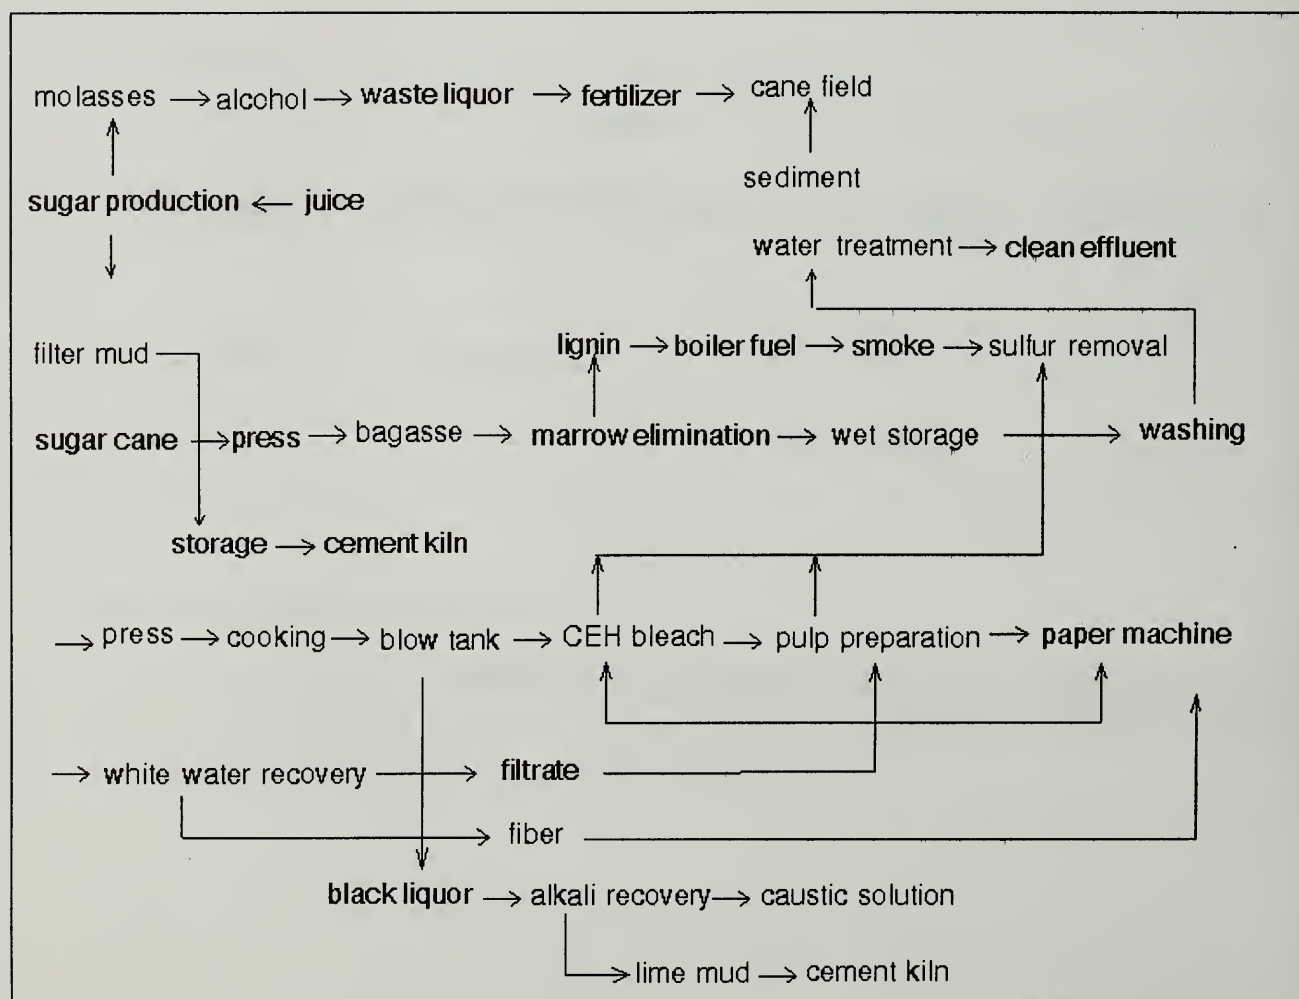 molasses → alcohol → waste liquor → fertilizer → cane field
sediment
sugar production ← juice
water treatment → clean effluent
filter mud
lignin → boiler fuel → smoke → sulfur removal
sugar cane → press → bagasse → marrow elimination → wet storage → washing
storage → cement kiln
→ press → cooking → blow tank → CEH bleach → pulp preparation → paper machine
→ white water recovery → filtrate
fiber
black liquor → alkali recovery → caustic solution
lime mud → cement kiln